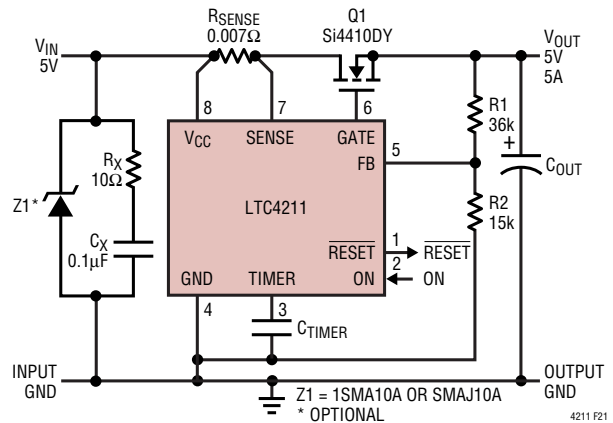 RSENSE
0.007Ω
Q1
Si4410DY
VIN
5V
VOUT
5V
5A
8
7
6
VCC
SENSE
GATE
R1
36k
+
COUT
FB
5
RX
10Ω
Z1*
LTC4211
R2
15k
CX
0.1µF
RESET
1
RESET
2
ON
ON
GND
TIMER
4
3
CTIMER
INPUT
GND
OUTPUT
GND
Z1 = 1SMA10A OR SMAJ10A
* OPTIONAL
4211 F21